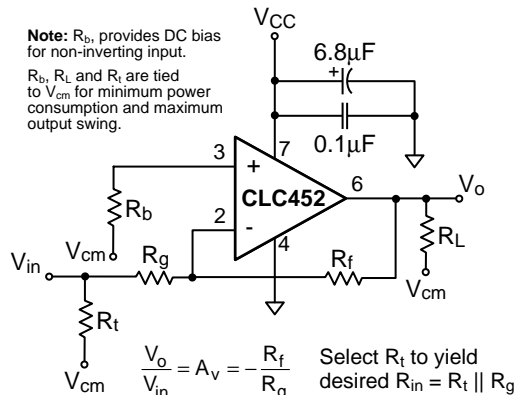 Note: Rb, provides DC bias
for non-inverting input.
Rb, RL and Rt are tied
to Vcm for minimum power
consumption and maximum
output swing.
VCC
6.8μF
+
0.1μF
7
3
+
CLC452
6
Vo
2
-
4
Rb
Vcm
Vin
Rg
Rf
RL
Vcm
Rt
Vcm
Vo/Vin = Av = -Rf/Rg
Select Rt to yield
desired Rin = Rt || Rg